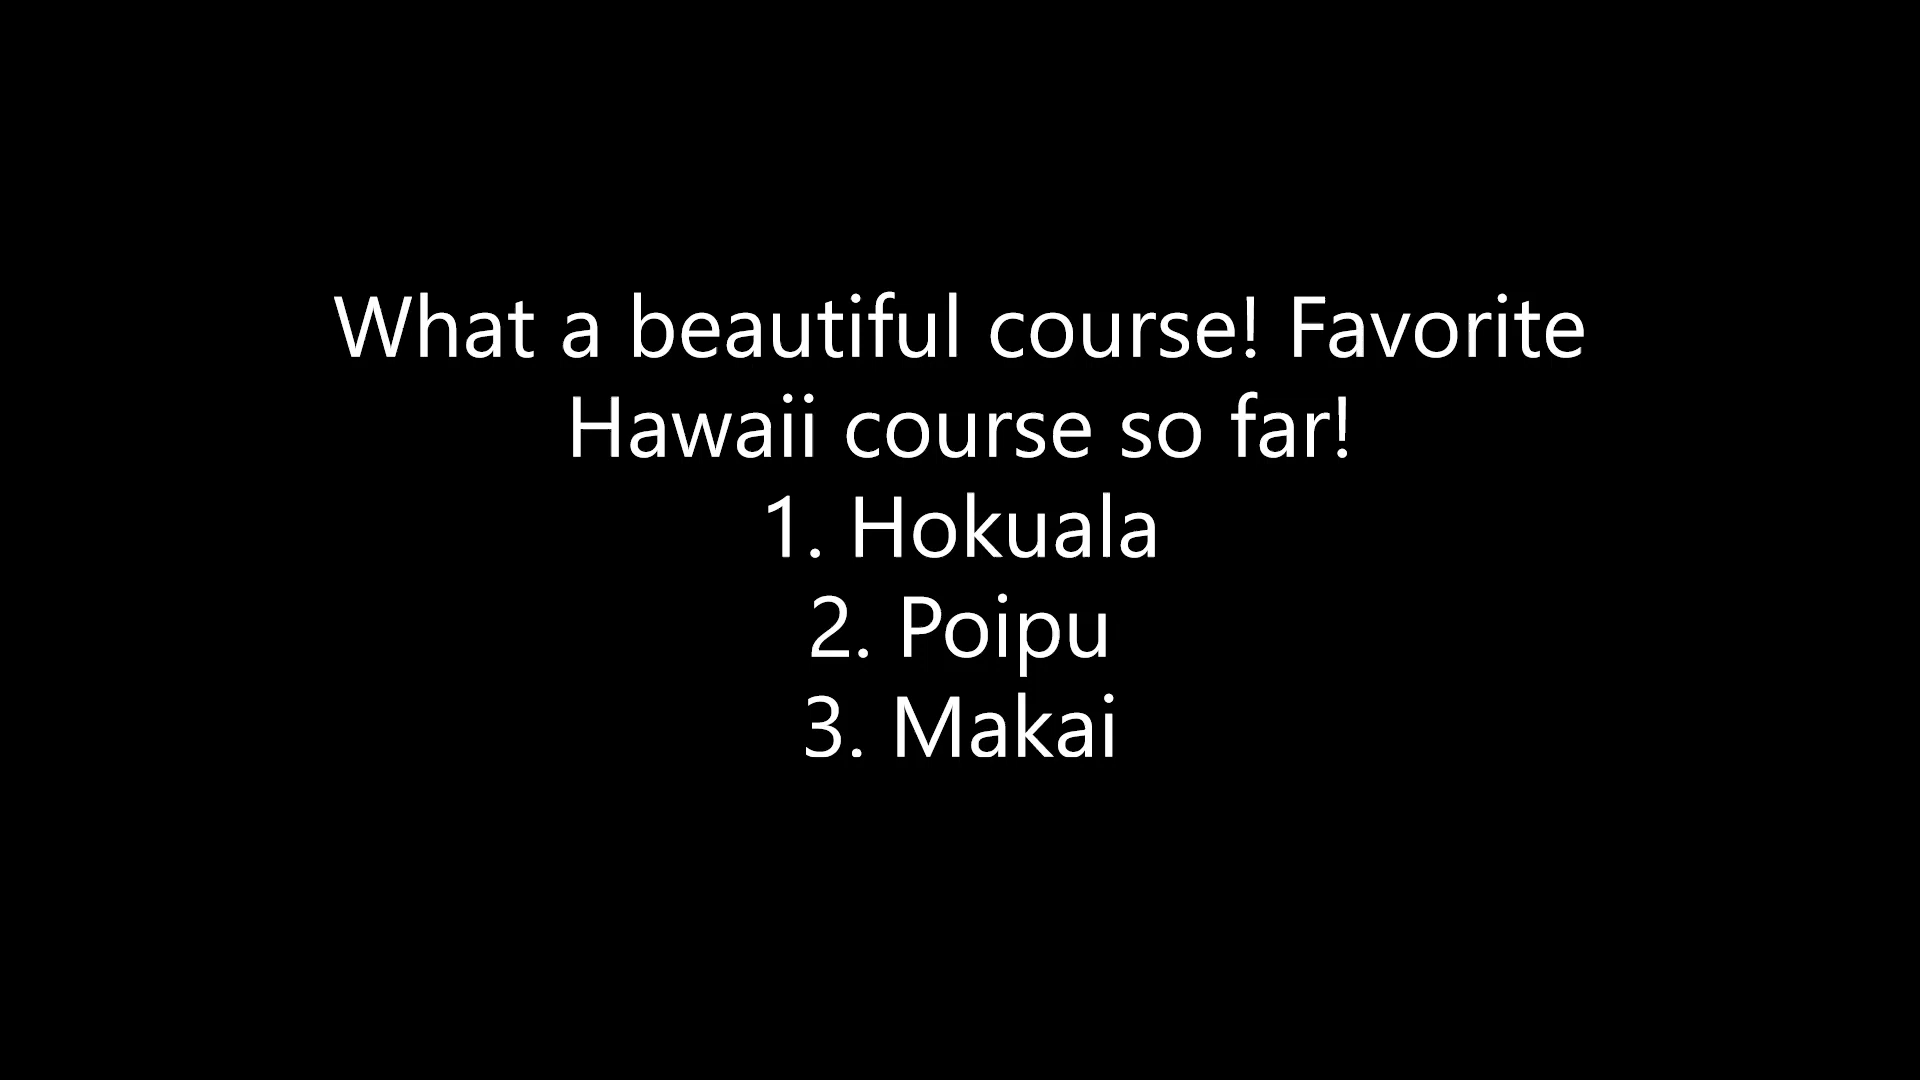 What a beautiful course! Favorite
Hawaii course so far!
1. Hokuala
2. Poipu
3. Makai